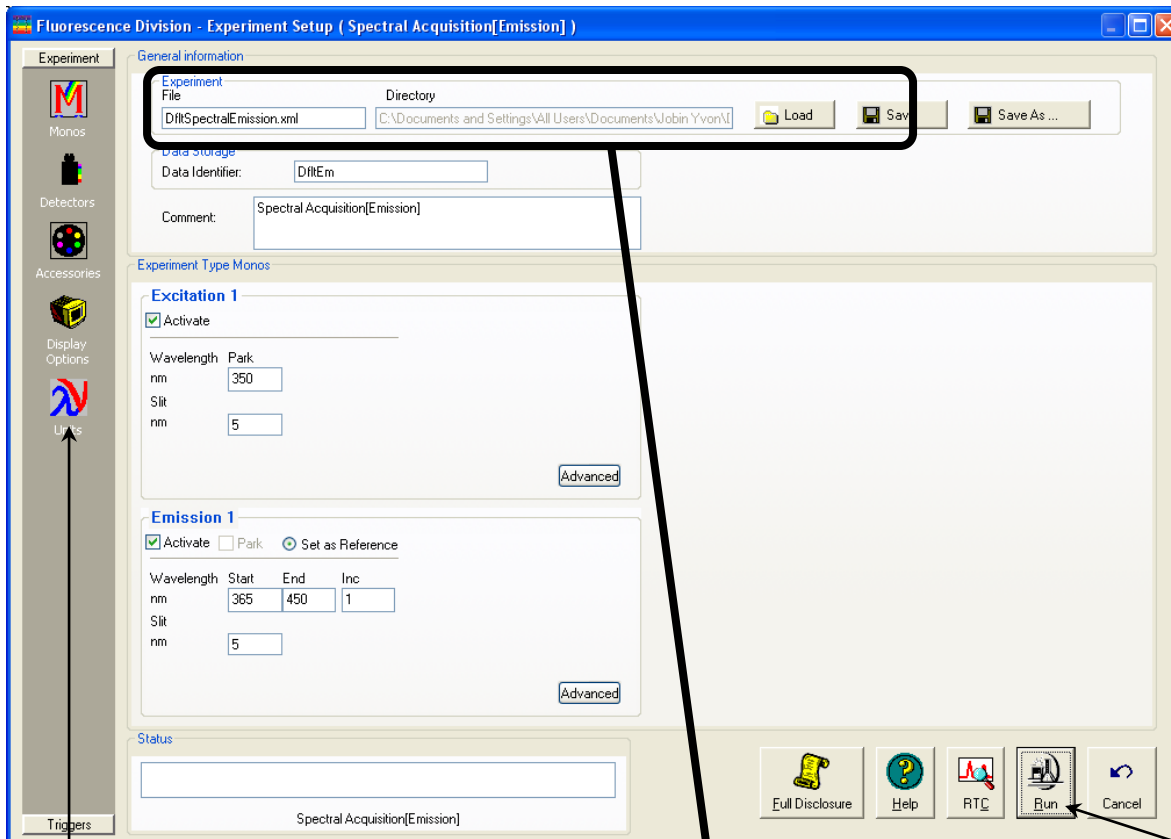 Fluorescence Division - Experiment Setup ( Spectral Acquisition[Emission] )
Experiment
Monos
Detectors
Accessories
Display
Options
Units
Triggers
General information
Experiment
File Directory
DfltSpectralEmission.xml C:\Documents and Settings\All Users\Documents\Jobin Yvon\ Load Save As ...
Data Storage
Data Identifier: DfltEm
Comment: Spectral Acquisition[Emission]
Experiment Type Monos
Excitation 1
Activate
Wavelength Park
nm 350
Slit
nm 5
Advanced
Emission 1
Activate Park Set as Reference
Wavelength Start End Inc
nm 365 450 1
Slit
nm 5
Advanced
Status
Spectral Acquisition[Emission]
Full Disclosure Help RTC Run Cancel